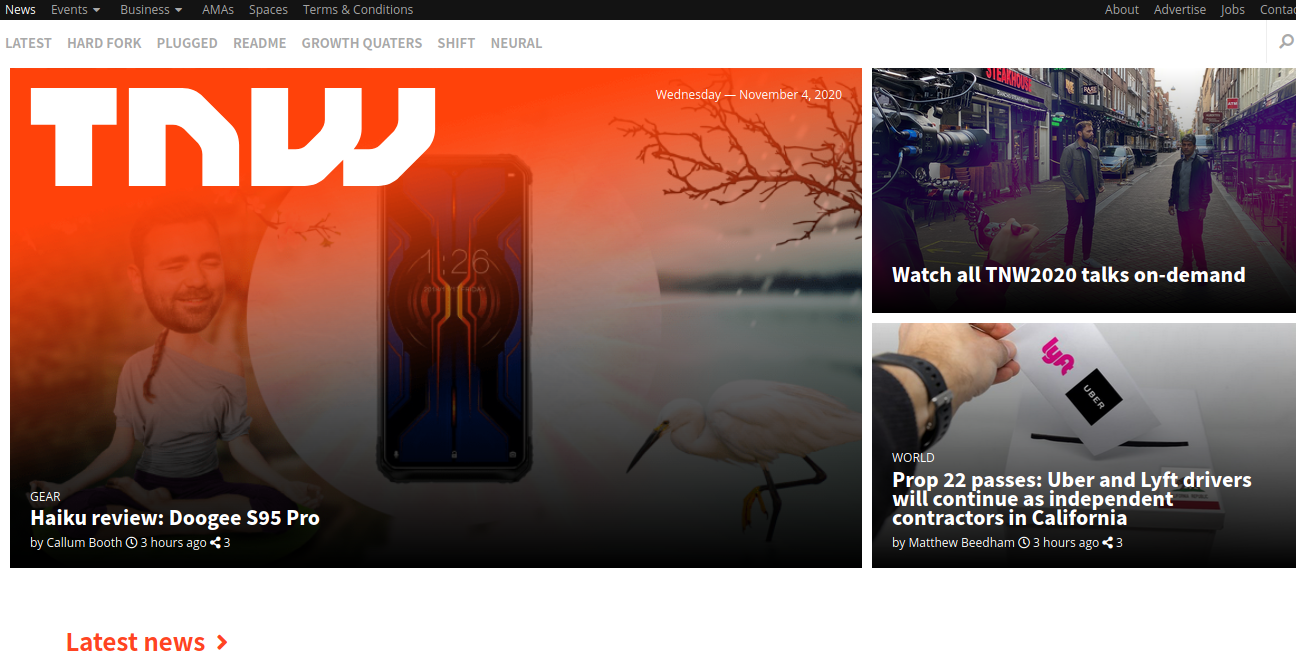 News Events Business AMAs Spaces Terms & Conditions About Advertise Jobs
LATEST HARD FORK PLUGGED README GROWTH QUATERS SHIFT NEURAL
TNW
Wednesday — November 4, 2020
1:26
GEAR
Haiku review: Doogee S95 Pro
by Callum Booth 3 hours ago 3
STEAKHOUSE
Watch all TNW2020 talks on-demand
lyft
UBER
WORLD
Prop 22 passes: Uber and Lyft drivers
will continue as independent
contractors in California
by Matthew Beedham 3 hours ago 3
Latest news